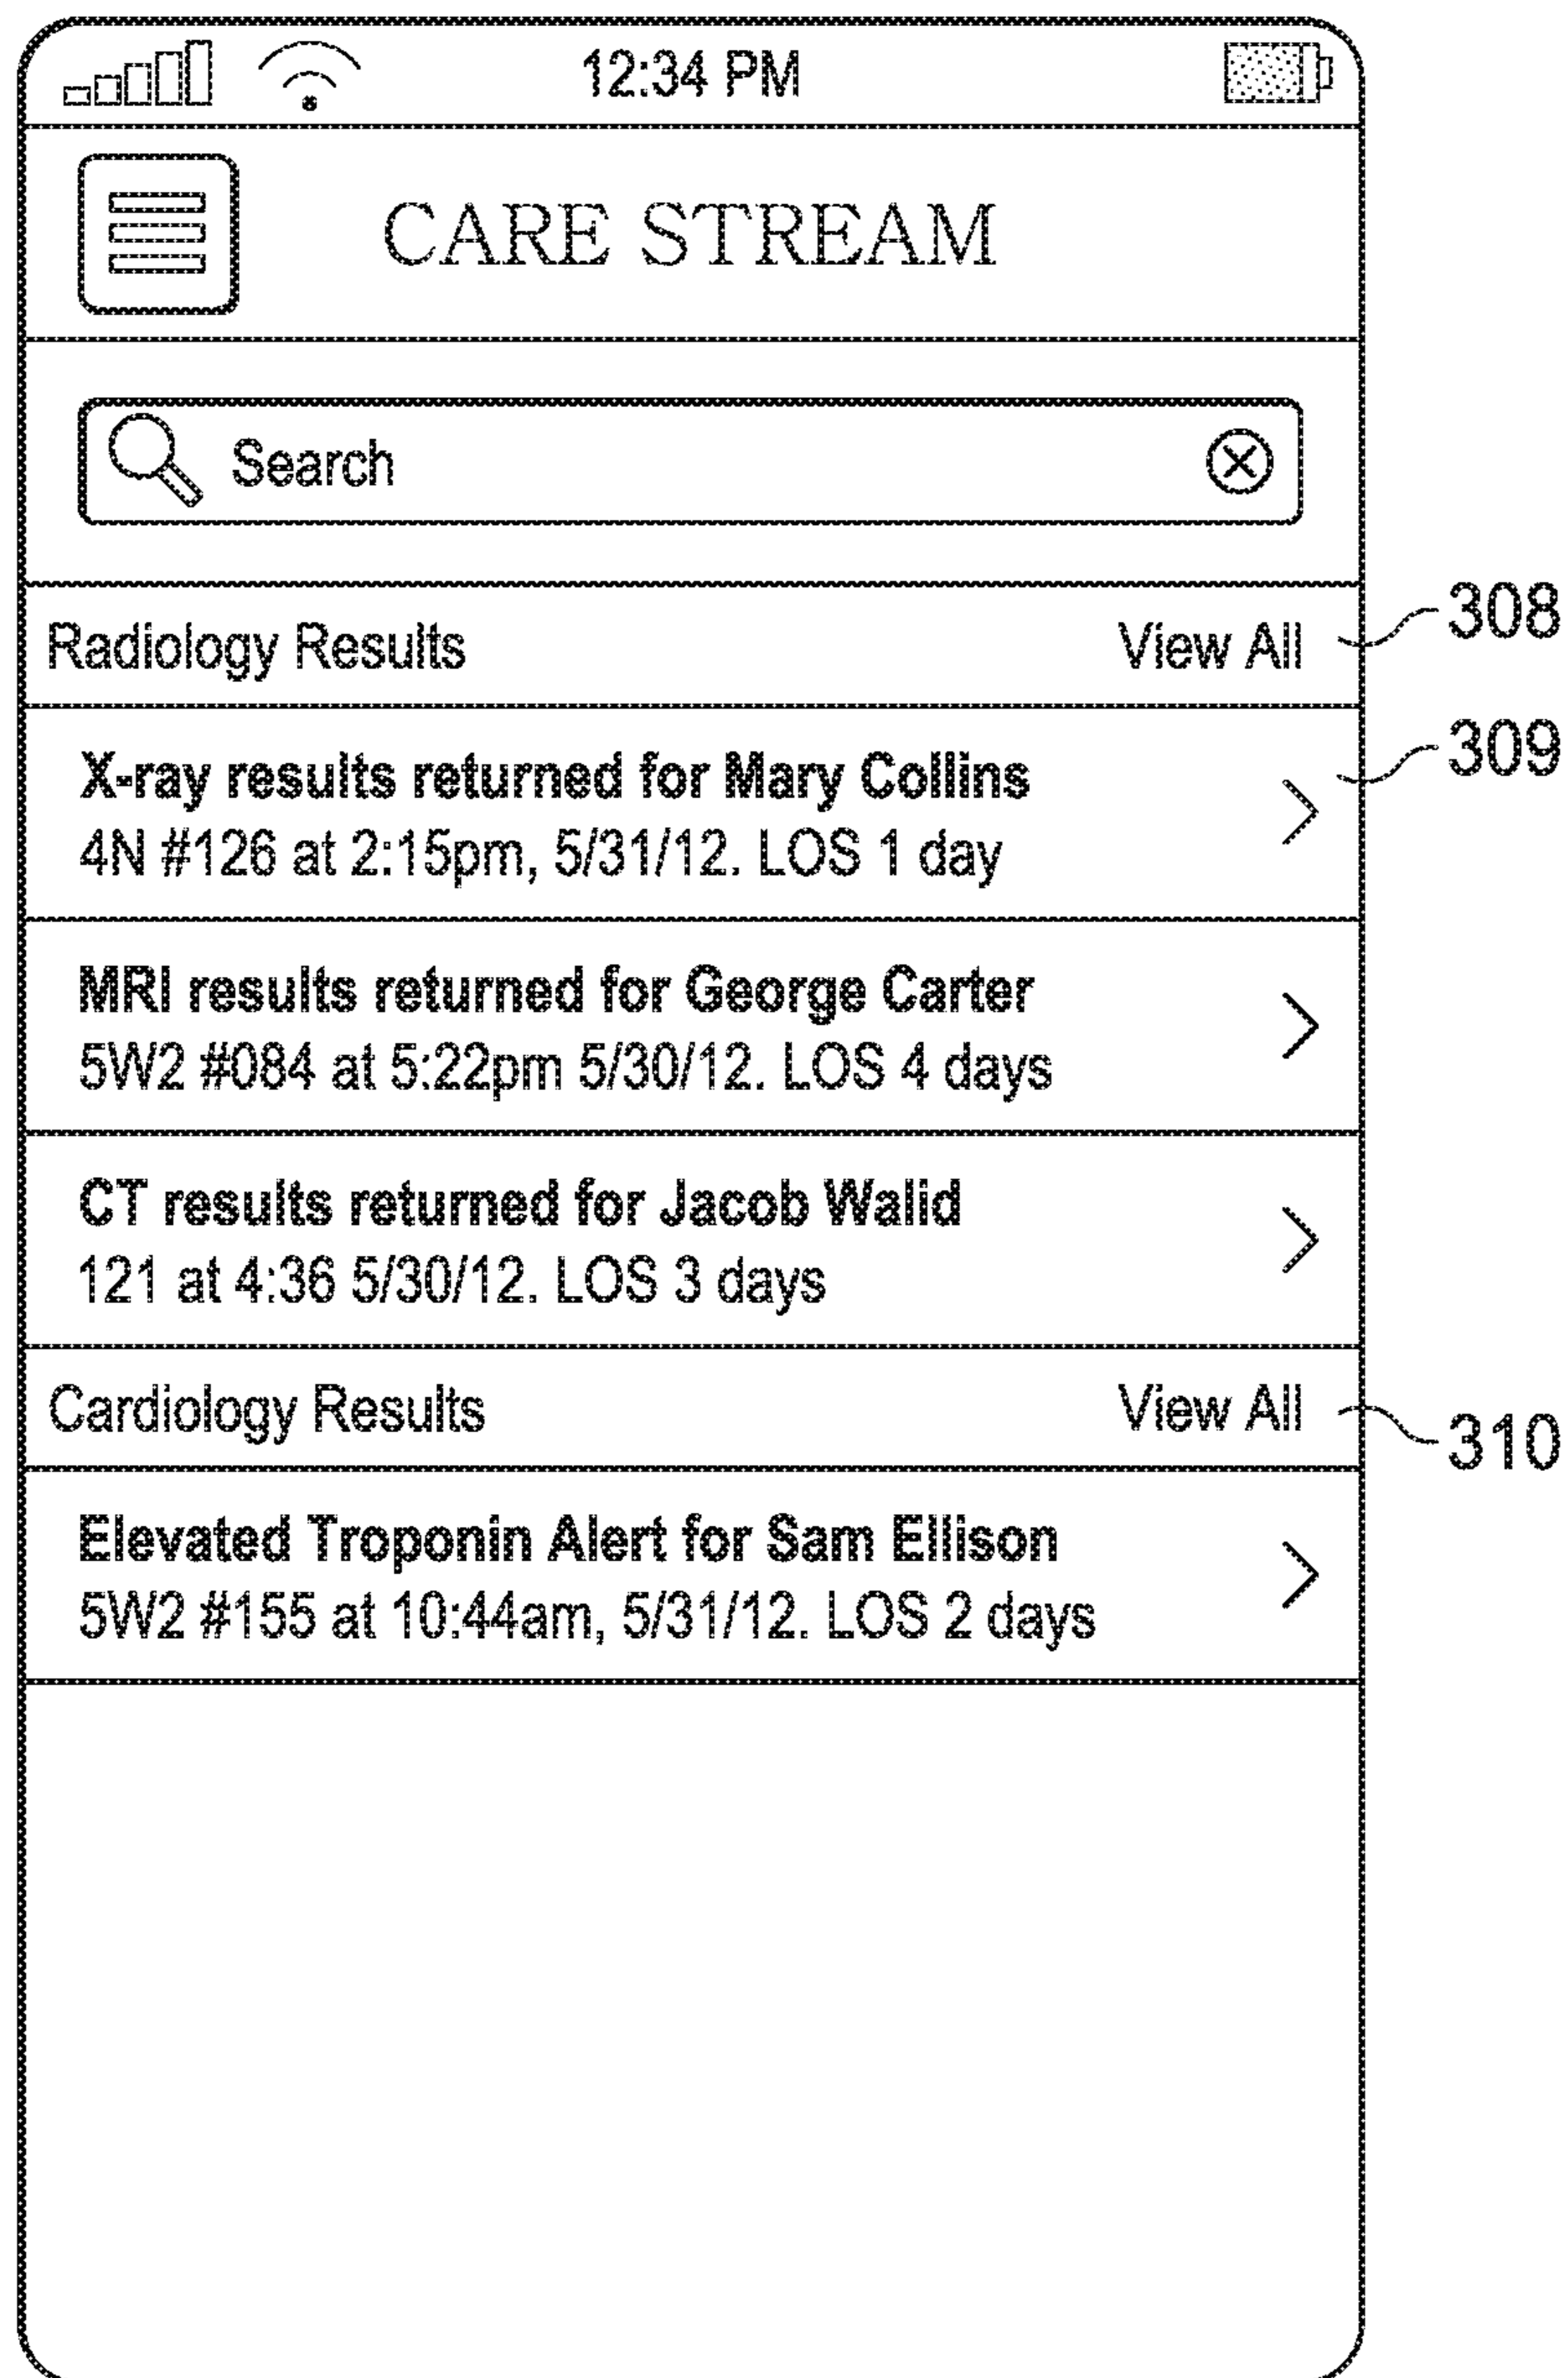 12:34 PM
CARE STREAM
Search
Radiology Results View All
308
X-ray results returned for Mary Collins
309
4N #126 at 2:15pm, 5/31/12. LOS 1 day
MRI results returned for George Carter
5W2 #084 at 5:22pm 5/30/12. LOS 4 days
CT results returned for Jacob Walid
121 at 4:36 5/30/12. LOS 3 days
Cardiology Results View All
310
Elevated Troponin Alert for Sam Ellison
5W2 #155 at 10:44am, 5/31/12. LOS 2 days